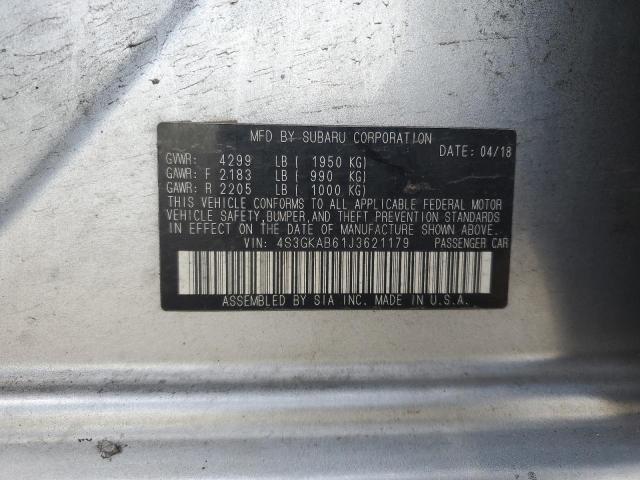 MFD BY SUBARU CORPORATION
DATE: 04/18
GVWR: 4299 LB ( 1950 KG)
GAWR: F 2183 LB ( 990 KG)
GAWR: R 2205 LB ( 1000 KG)
THIS VEHICLE CONFORMS TO ALL APPLICABLE FEDERAL MOTOR
VEHICLE SAFETY,BUMPER,AND THEFT PREVENTION STANDARDS
IN EFFECT ON THE DATE OF MANUFACTURE SHOWN ABOVE.
VIN: 4S3GKAB61J3621179 PASSENGER CAR
ASSEMBLED BY SIA INC. MADE IN U.S.A.